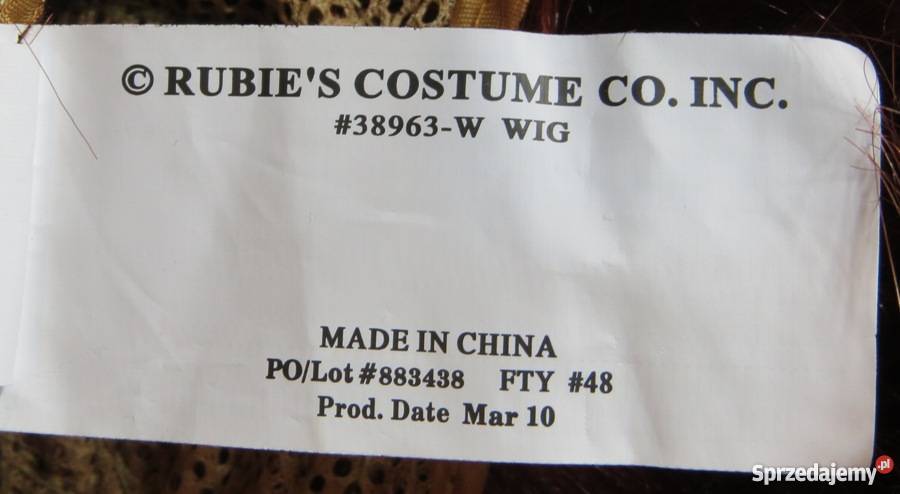 © RUBIE'S COSTUME CO. INC.
#38963-W WIG
MADE IN CHINA
PO/Lot #883438 FTY #48
Prod. Date Mar 10
Sprzedajemy.pl